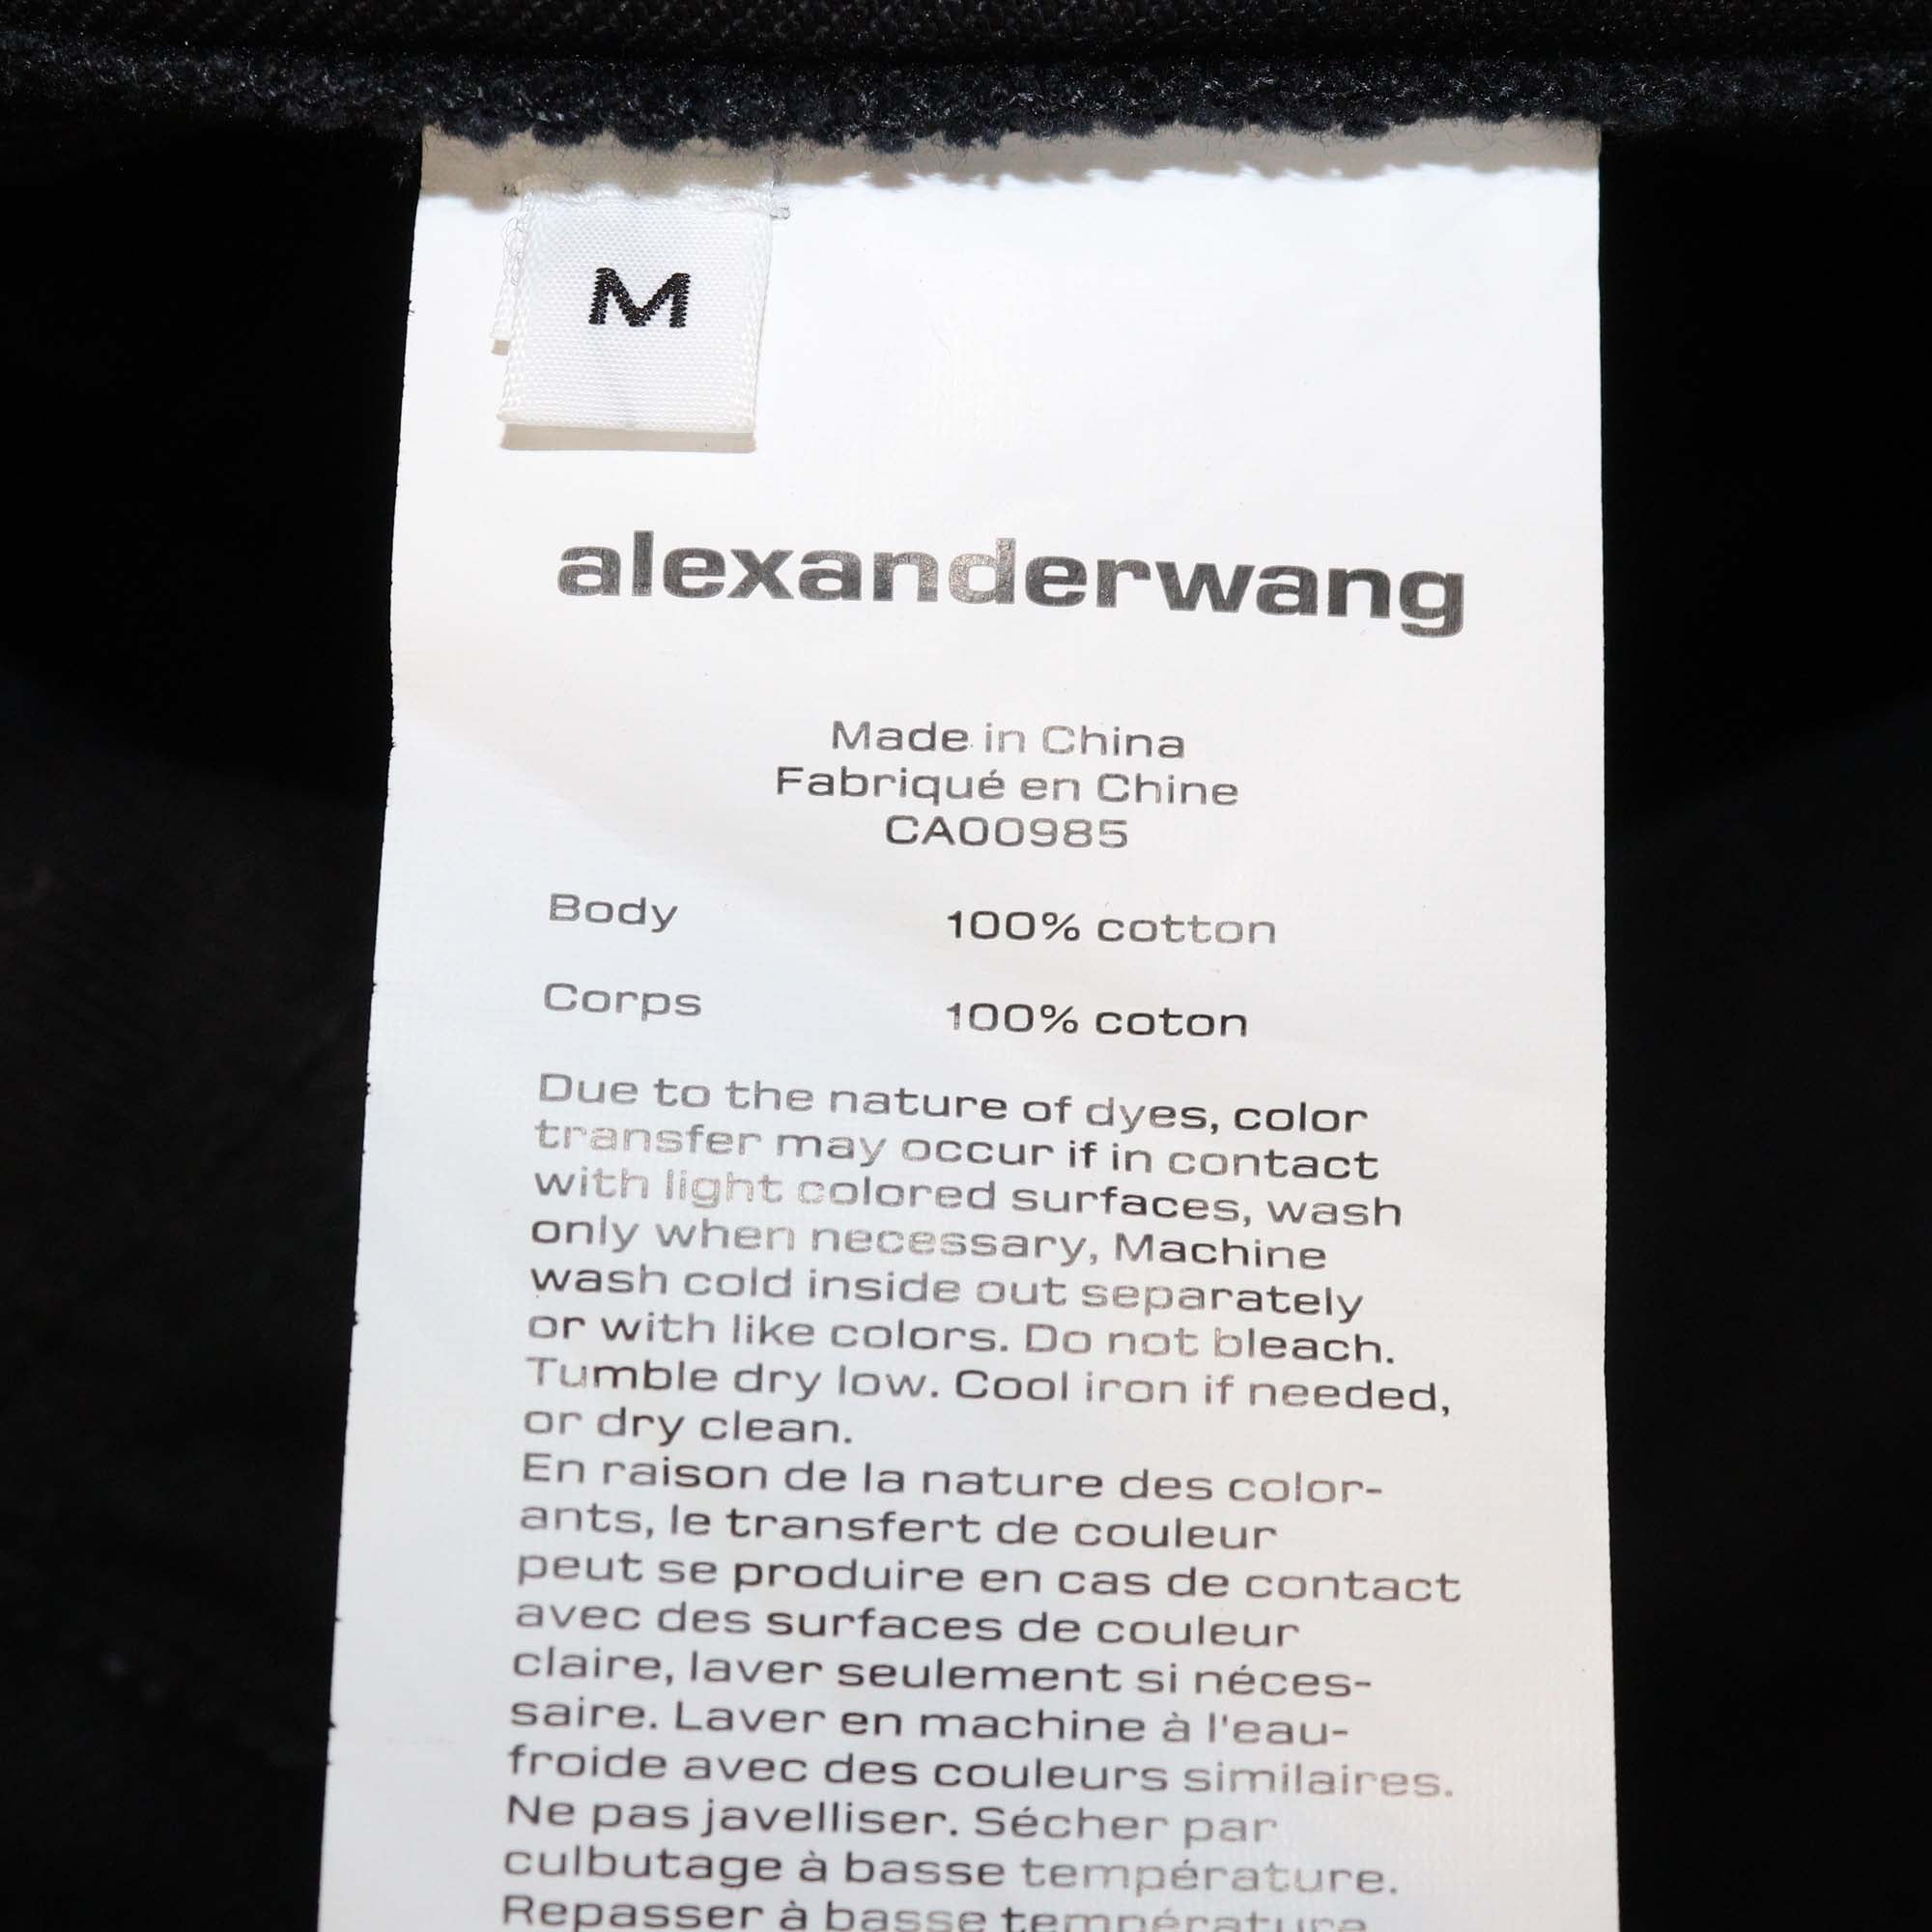 M
alexanderwang
Made in China
Fabriqué en Chine
CA00985
Body 100% cotton
Corps 100% coton
Due to the nature of dyes, color
transfer may occur if in contact
with light colored surfaces, wash
only when necessary, Machine
wash cold inside out separately
or with like colors. Do not bleach.
Tumble dry low. Cool iron if needed,
or dry clean.
En raison de la nature des color-
ants, le transfert de couleur
peut se produire en cas de contact
avec des surfaces de couleur
claire, laver seulement si néces-
saire. Laver en machine à l'eau-
froide avec des couleurs similaires.
Ne pas javelliser. Sécher par
culbutage à basse température.
Repasser à basse température